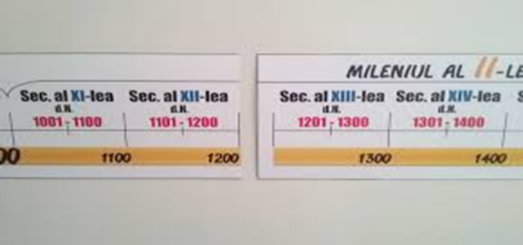 MILENIUL AL II-LE
Sec. al XI-lea Sec. al XII-lea Sec. al XIII-lea Sec. al XIV-lea
d.H. d.H. d.H. d.H.
1001 - 1100 1101 - 1200 1201 - 1300 1301 - 1400
00 1100 1200 1300 1400